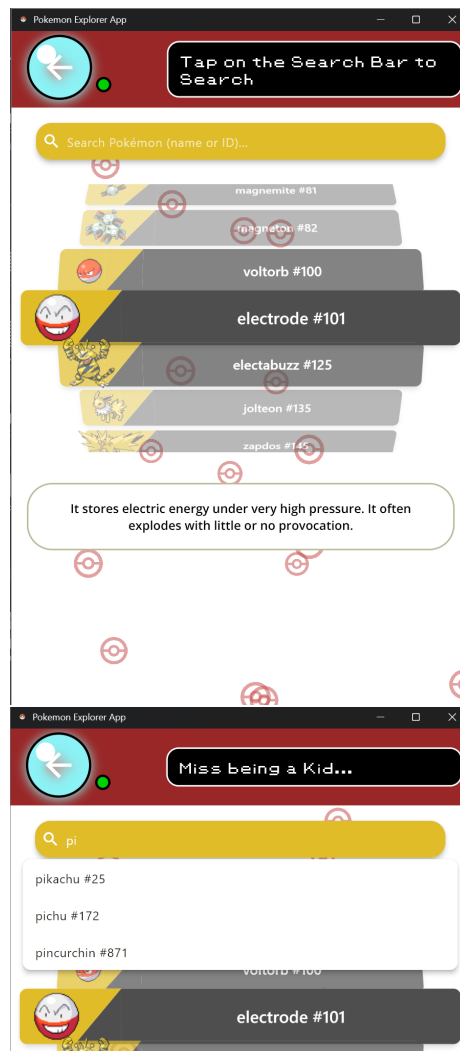 Pokemon Explorer App
Tap on the Search Bar to
Search
Search Pokémon (name or ID)...
magnemite #81
magneton #82
voltorb #100
electrode #101
electabuzz #125
jolteon #135
zapdos #145
It stores electric energy under very high pressure. It often
explodes with little or no provocation.
Pokemon Explorer App
Miss being a Kid...
pi
pikachu #25
pichu #172
pincurchin #871
voltorb #100
electrode #101